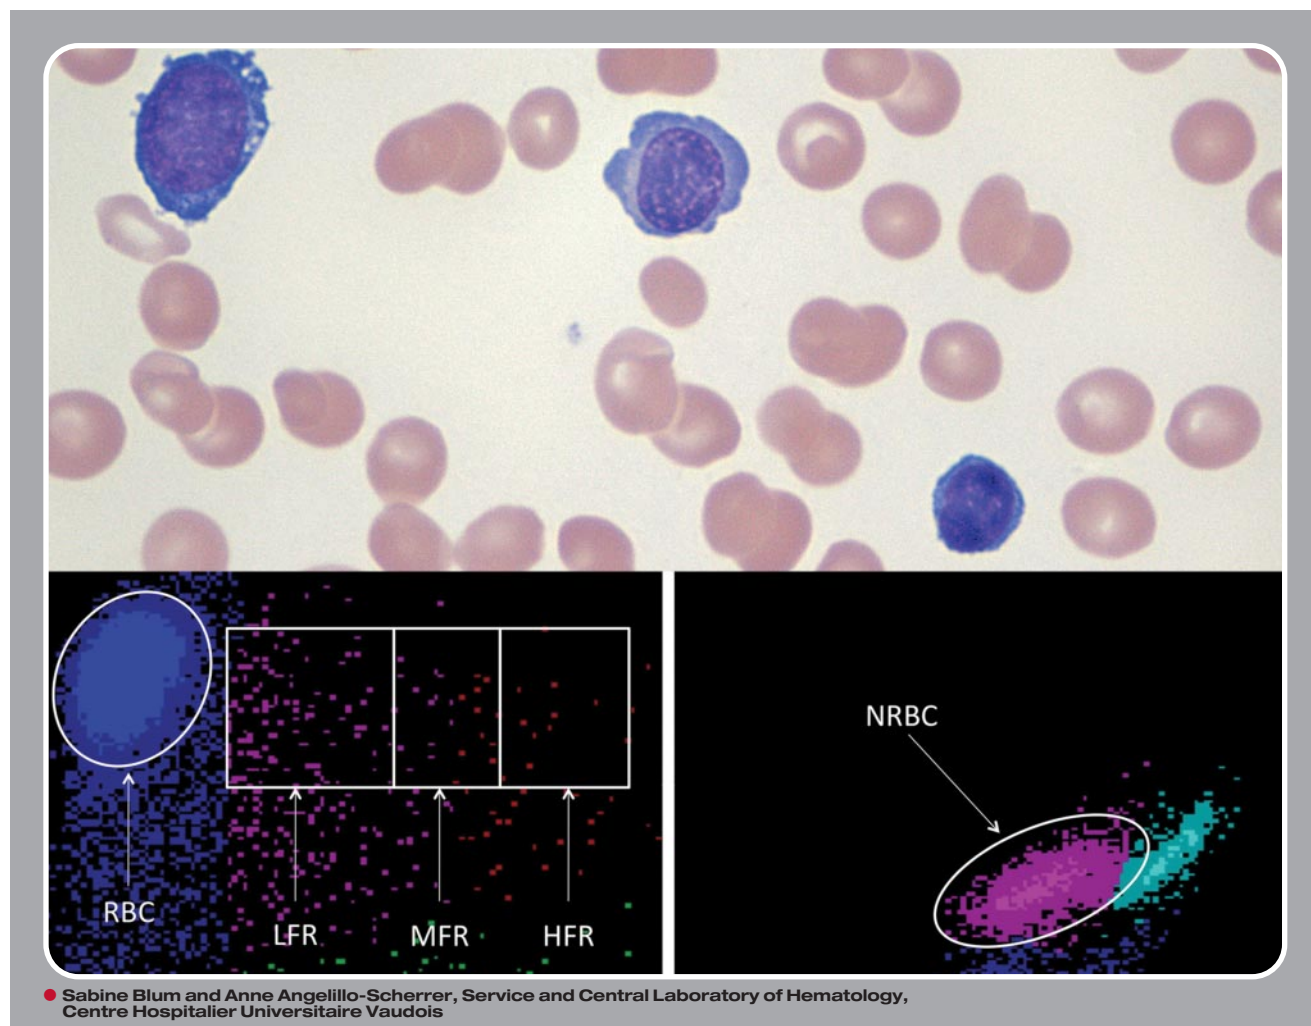 NRBC
RBC
LFR
MFR
HFR
Sabine Blum and Anne Angelillo-Scherrer, Service and Central Laboratory of Hematology,
Centre Hospitalier Universitaire Vaudois